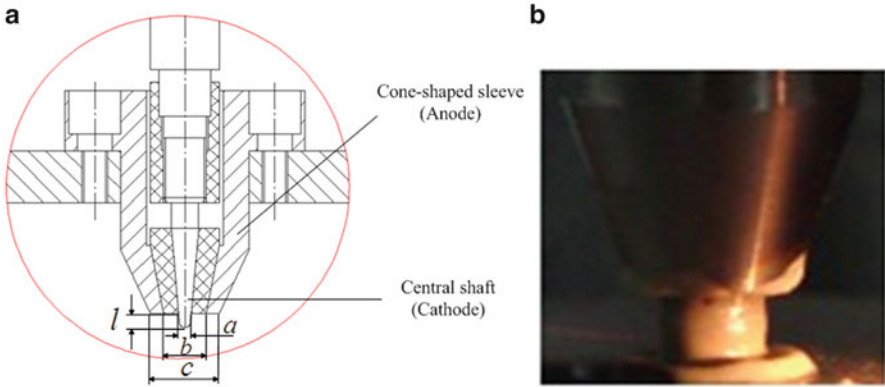 a
b
Cone-shaped sleeve
(Anode)
Central shaft
(Cathode)
l
a
b
c